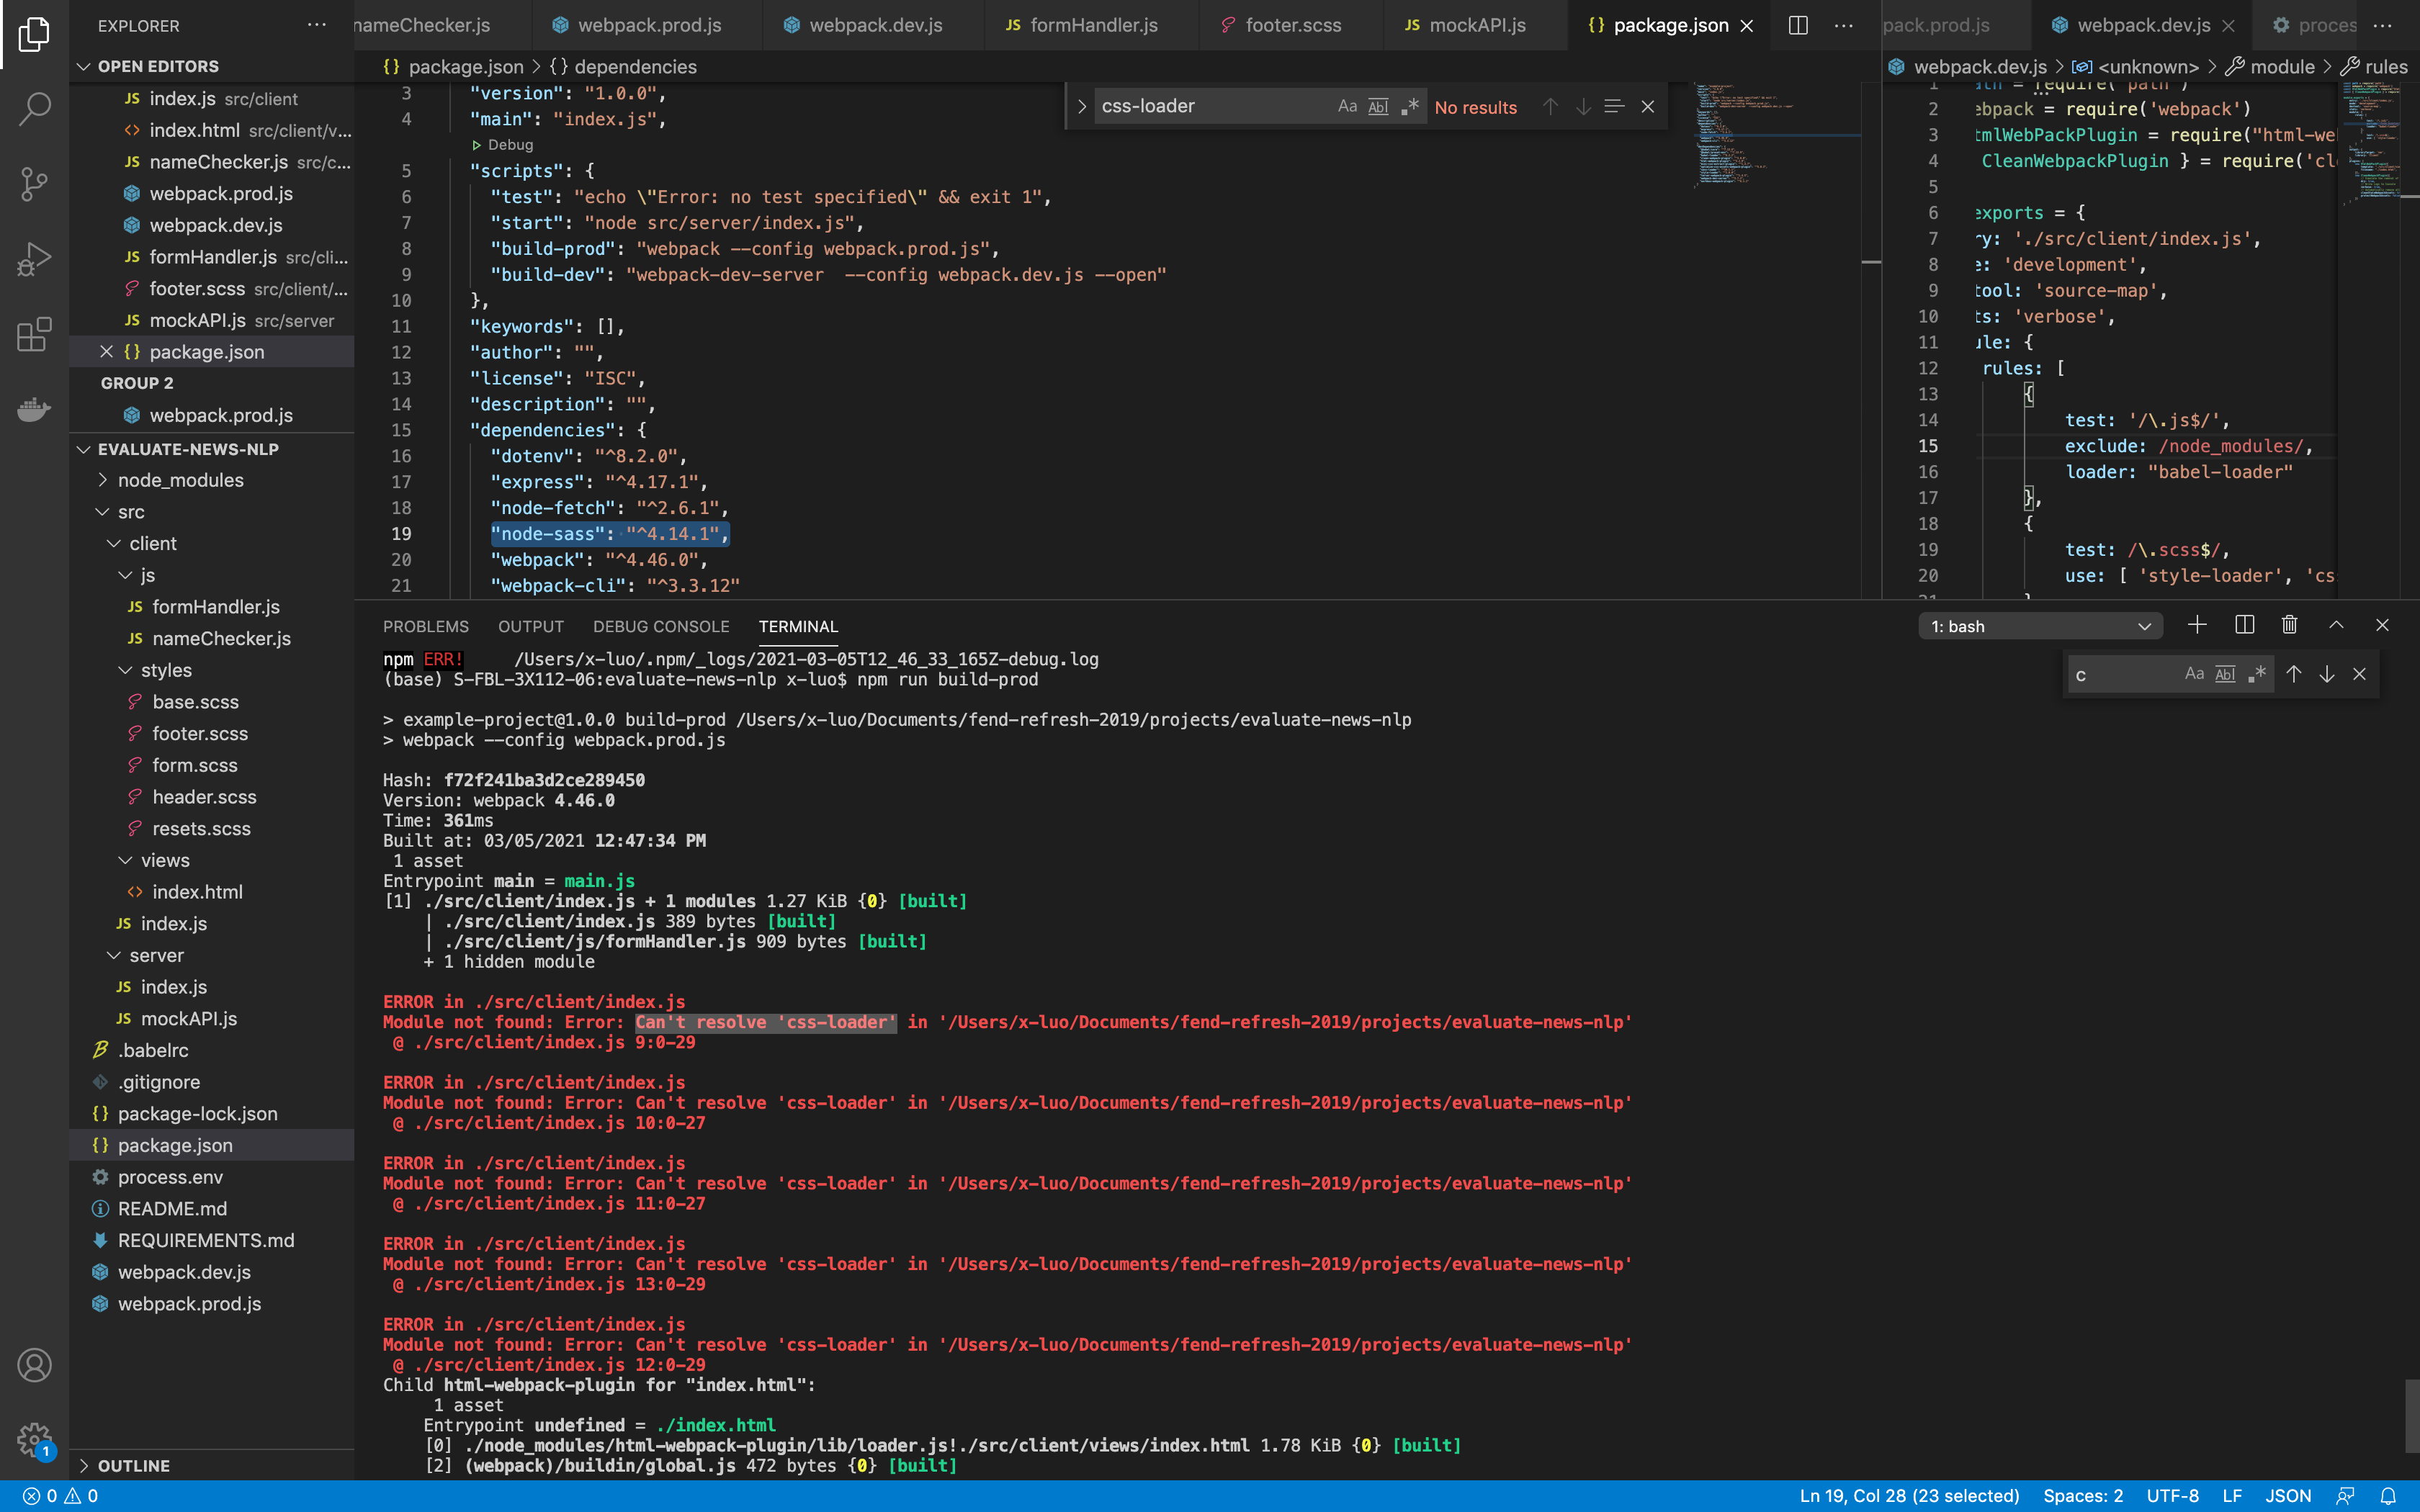 EXPLORER
OPEN EDITORS
index.js src/client
index.html src/client/v...
nameChecker.js src/c...
webpack.prod.js
webpack.dev.js
formHandler.js src/cli...
footer.scss src/client/...
mockAPI.js src/server
package.json
GROUP 2
webpack.prod.js
EVALUATE-NEWS-NLP
node_modules
src
client
js
formHandler.js
nameChecker.js
styles
base.scss
footer.scss
form.scss
header.scss
resets.scss
views
index.html
index.js
server
index.js
mockAPI.js
.babelrc
.gitignore
package-lock.json
package.json
process.env
README.md
REQUIREMENTS.md
webpack.dev.js
webpack.prod.js
OUTLINE
nameChecker.js webpack.prod.js webpack.dev.js formHandler.js footer.scss mockAPI.js package.json
package.json > {} dependencies
css-loader Aa Abl .* No results
3 "version": "1.0.0",
4 "main": "index.js",
Debug
5 "scripts": {
6 "test": "echo \"Error: no test specified\" && exit 1",
7 "start": "node src/server/index.js",
8 "build-prod": "webpack --config webpack.prod.js",
9 "build-dev": "webpack-dev-server  --config webpack.dev.js --open"
10 },
11 "keywords": [],
12 "author": "",
13 "license": "ISC",
14 "description": "",
15 "dependencies": {
16 "dotenv": "^8.2.0",
17 "express": "^4.17.1",
18 "node-fetch": "^2.6.1",
19 "node-sass": "^4.14.1",
20 "webpack": "^4.46.0",
21 "webpack-cli": "^3.3.12"
pack.prod.js webpack.dev.js proces
webpack.dev.js > <unknown> > module > rules
1 ath = require('path')
2 ebpack = require('webpack')
3 tmlWebPackPlugin = require("html-we
4 CleanWebpackPlugin } = require('cl
5
6 exports = {
7 ry: './src/client/index.js',
8 e: 'development',
9 tool: 'source-map',
10 ts: 'verbose',
11 ule: {
12 rules: [
13 {
14 test: '/\.js$/',
15 exclude: /node_modules/,
16 loader: "babel-loader"
17 },
18 {
19 test: /\.scss$/,
20 use: [ 'style-loader', 'cs
21 }
PROBLEMS OUTPUT DEBUG CONSOLE TERMINAL
1: bash
c Aa Abl .*
npm ERR!     /Users/x-luo/.npm/_logs/2021-03-05T12_46_33_165Z-debug.log
(base) S-FBL-3X112-06:evaluate-news-nlp x-luo$ npm run build-prod
> example-project@1.0.0 build-prod /Users/x-luo/Documents/fend-refresh-2019/projects/evaluate-news-nlp
> webpack --config webpack.prod.js
Hash: f72f241ba3d2ce289450
Version: webpack 4.46.0
Time: 361ms
Built at: 03/05/2021 12:47:34 PM
1 asset
Entrypoint main = main.js
[1] ./src/client/index.js + 1 modules 1.27 KiB {0} [built]
| ./src/client/index.js 389 bytes [built]
| ./src/client/js/formHandler.js 909 bytes [built]
+ 1 hidden module
ERROR in ./src/client/index.js
Module not found: Error: Can't resolve 'css-loader' in '/Users/x-luo/Documents/fend-refresh-2019/projects/evaluate-news-nlp'
@ ./src/client/index.js 9:0-29
ERROR in ./src/client/index.js
Module not found: Error: Can't resolve 'css-loader' in '/Users/x-luo/Documents/fend-refresh-2019/projects/evaluate-news-nlp'
@ ./src/client/index.js 10:0-27
ERROR in ./src/client/index.js
Module not found: Error: Can't resolve 'css-loader' in '/Users/x-luo/Documents/fend-refresh-2019/projects/evaluate-news-nlp'
@ ./src/client/index.js 11:0-27
ERROR in ./src/client/index.js
Module not found: Error: Can't resolve 'css-loader' in '/Users/x-luo/Documents/fend-refresh-2019/projects/evaluate-news-nlp'
@ ./src/client/index.js 13:0-29
ERROR in ./src/client/index.js
Module not found: Error: Can't resolve 'css-loader' in '/Users/x-luo/Documents/fend-refresh-2019/projects/evaluate-news-nlp'
@ ./src/client/index.js 12:0-29
Child html-webpack-plugin for "index.html":
1 asset
Entrypoint undefined = ./index.html
[0] ./node_modules/html-webpack-plugin/lib/loader.js!./src/client/views/index.html 1.78 KiB {0} [built]
[2] (webpack)/buildin/global.js 472 bytes {0} [built]
1
0 0 Ln 19, Col 28 (23 selected) Spaces: 2 UTF-8 LF JSON